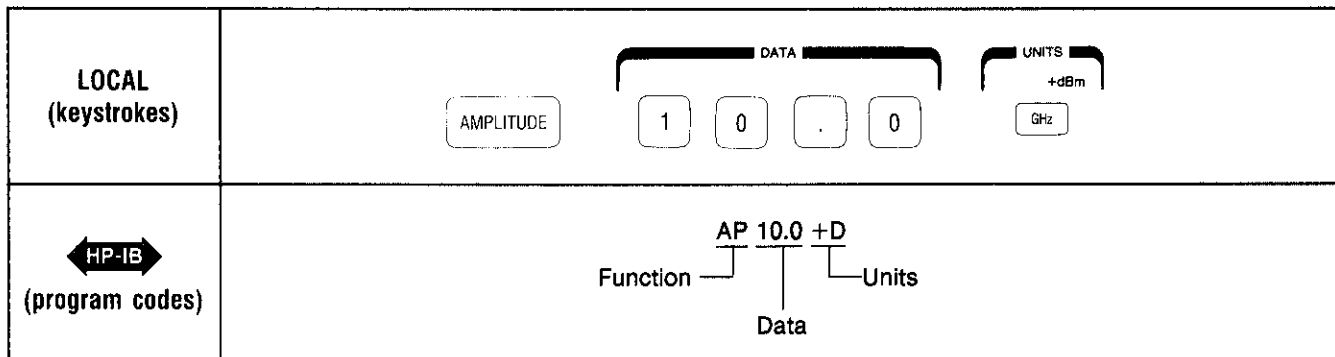 LOCAL
(keystrokes)
DATA
UNITS
+dBm
AMPLITUDE
1
0
.
0
GHz
HP-IB
(program codes)
AP 10.0 +D
Function
Units
Data